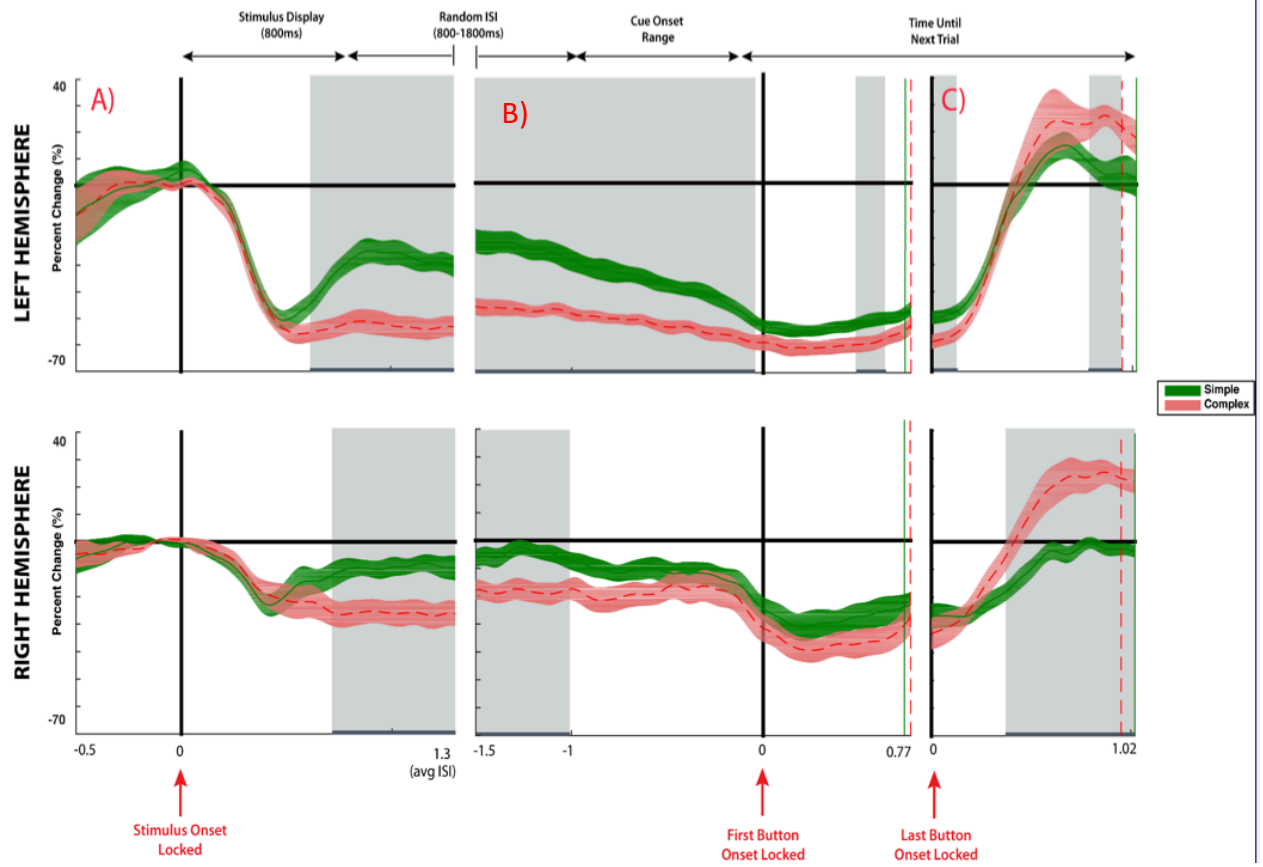 Stimulus Display
(800ms)
Random ISI
(800-1800ms)
Cue Onset
Range
Time Until
Next Trial
LEFT HEMISPHERE
Percent Change (%)
40
-70
A)
B)
C)
Simple
Complex
RIGHT HEMISPHERE
Percent Change (%)
40
-70
-0.5
0
1.3
(avg ISI)
-1.5
-1
0
0.77
0
1.02
Stimulus Onset
Locked
First Button
Onset Locked
Last Button
Onset Locked